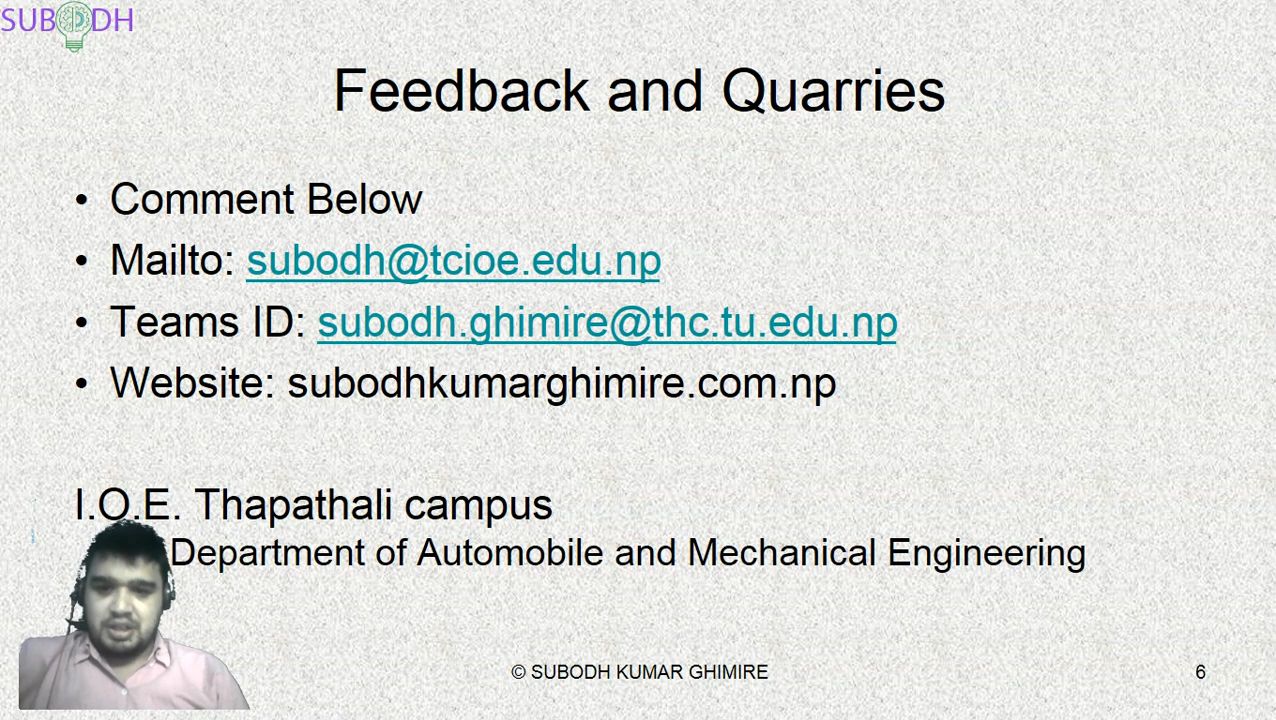 SUBODH
Feedback and Quarries
• Comment Below
• Mailto: subodh@tcioe.edu.np
• Teams ID: subodh.ghimire@thc.tu.edu.np
• Website: subodhkumarghimire.com.np
I.O.E. Thapathali campus
Department of Automobile and Mechanical Engineering
© SUBODH KUMAR GHIMIRE
6